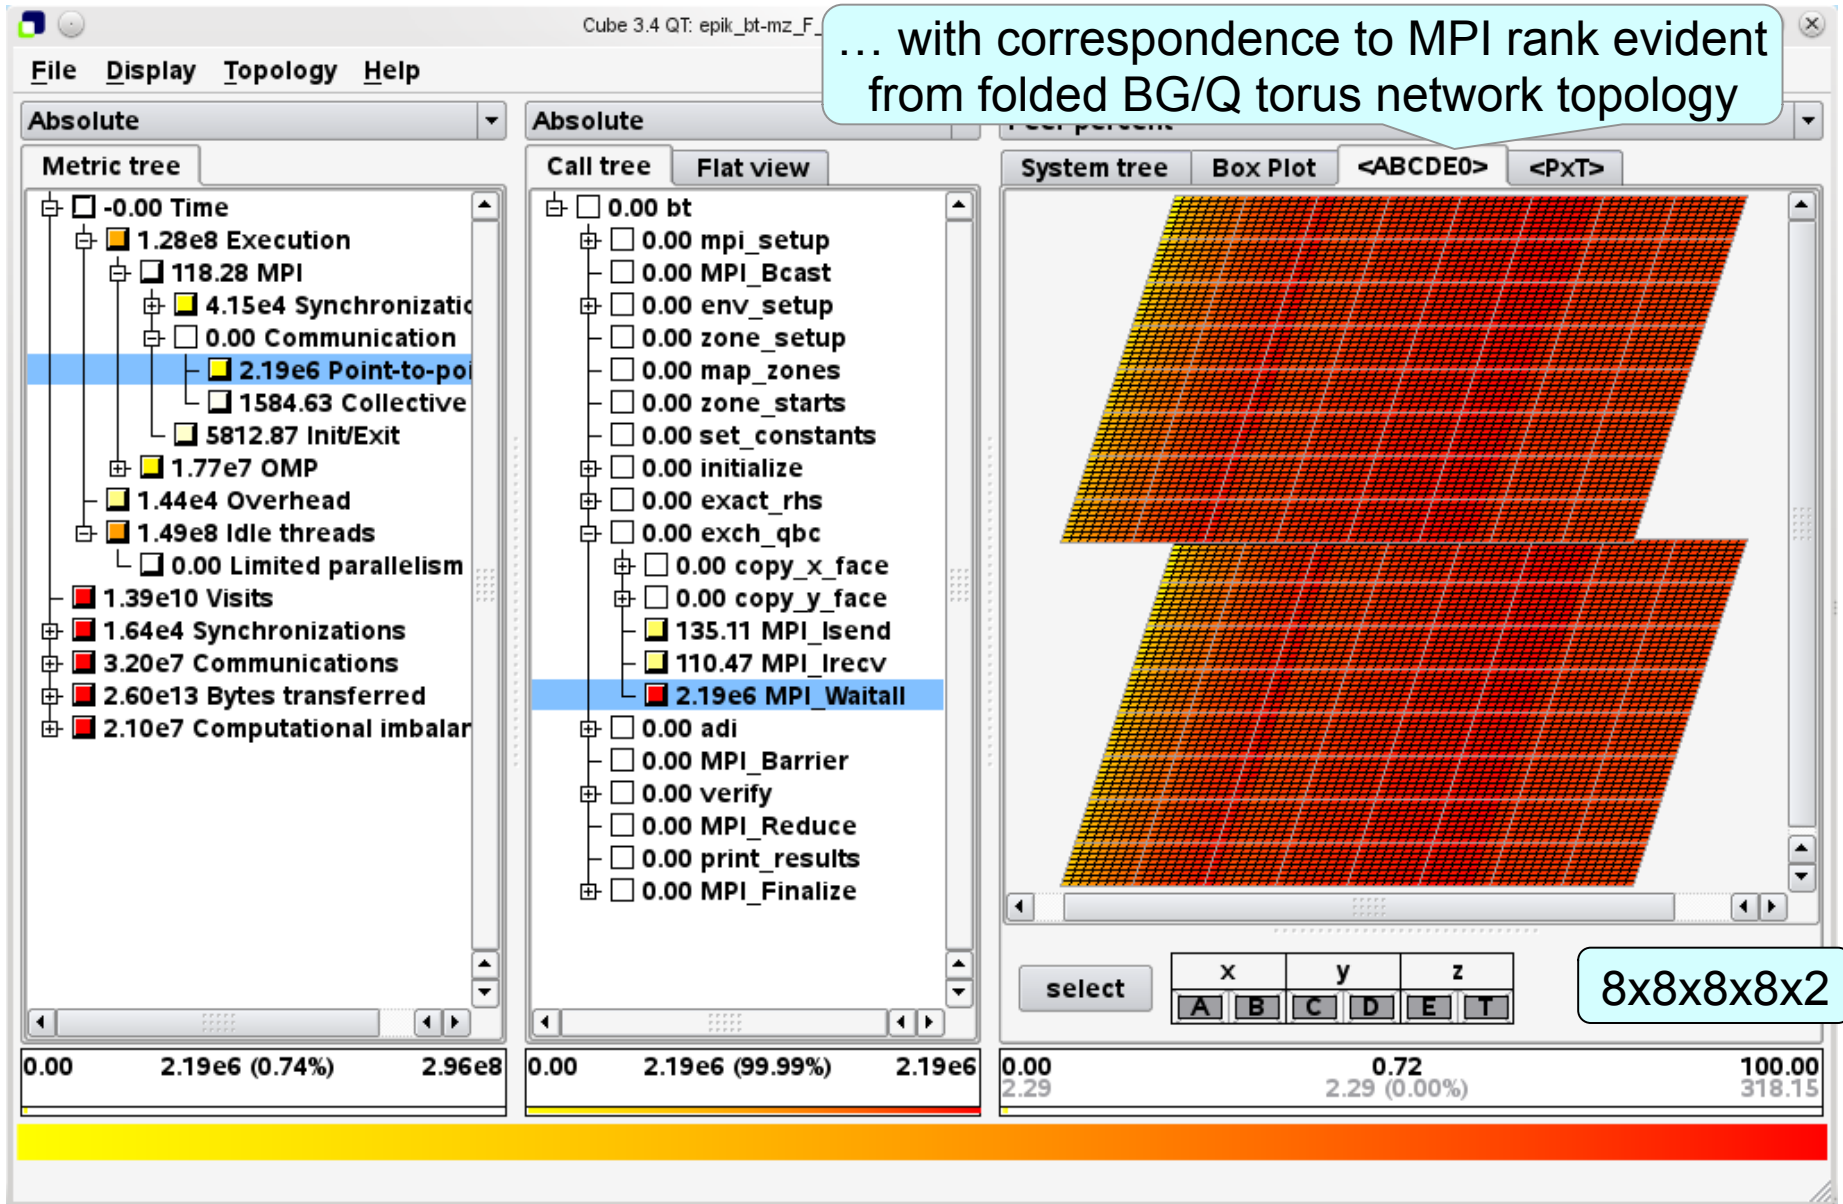 Cube 3.4 QT: epik_bt-mz_F_
… with correspondence to MPI rank evident
from folded BG/Q torus network topology
File Display Topology Help
Absolute
Absolute
Peer percent
Metric tree
Call tree Flat view
System tree Box Plot <ABCDE0> <PxT>
-0.00 Time
1.28e8 Execution
118.28 MPI
4.15e4 Synchronizatio
0.00 Communication
2.19e6 Point-to-poi
1584.63 Collective
5812.87 Init/Exit
1.77e7 OMP
1.44e4 Overhead
1.49e8 Idle threads
0.00 Limited parallelism
1.39e10 Visits
1.64e4 Synchronizations
3.20e7 Communications
2.60e13 Bytes transferred
2.10e7 Computational imbalan
0.00 bt
0.00 mpi_setup
0.00 MPI_Bcast
0.00 env_setup
0.00 zone_setup
0.00 map_zones
0.00 zone_starts
0.00 set_constants
0.00 initialize
0.00 exact_rhs
0.00 exch_qbc
0.00 copy_x_face
0.00 copy_y_face
135.11 MPI_Isend
110.47 MPI_Irecv
2.19e6 MPI_Waitall
0.00 adi
0.00 MPI_Barrier
0.00 verify
0.00 MPI_Reduce
0.00 print_results
0.00 MPI_Finalize
select
x y z
A B C D E T
8x8x8x8x2
0.00 2.19e6 (0.74%) 2.96e8
0.00 2.19e6 (99.99%) 2.19e6
0.00 0.72 100.00
2.29 2.29 (0.00%) 318.15